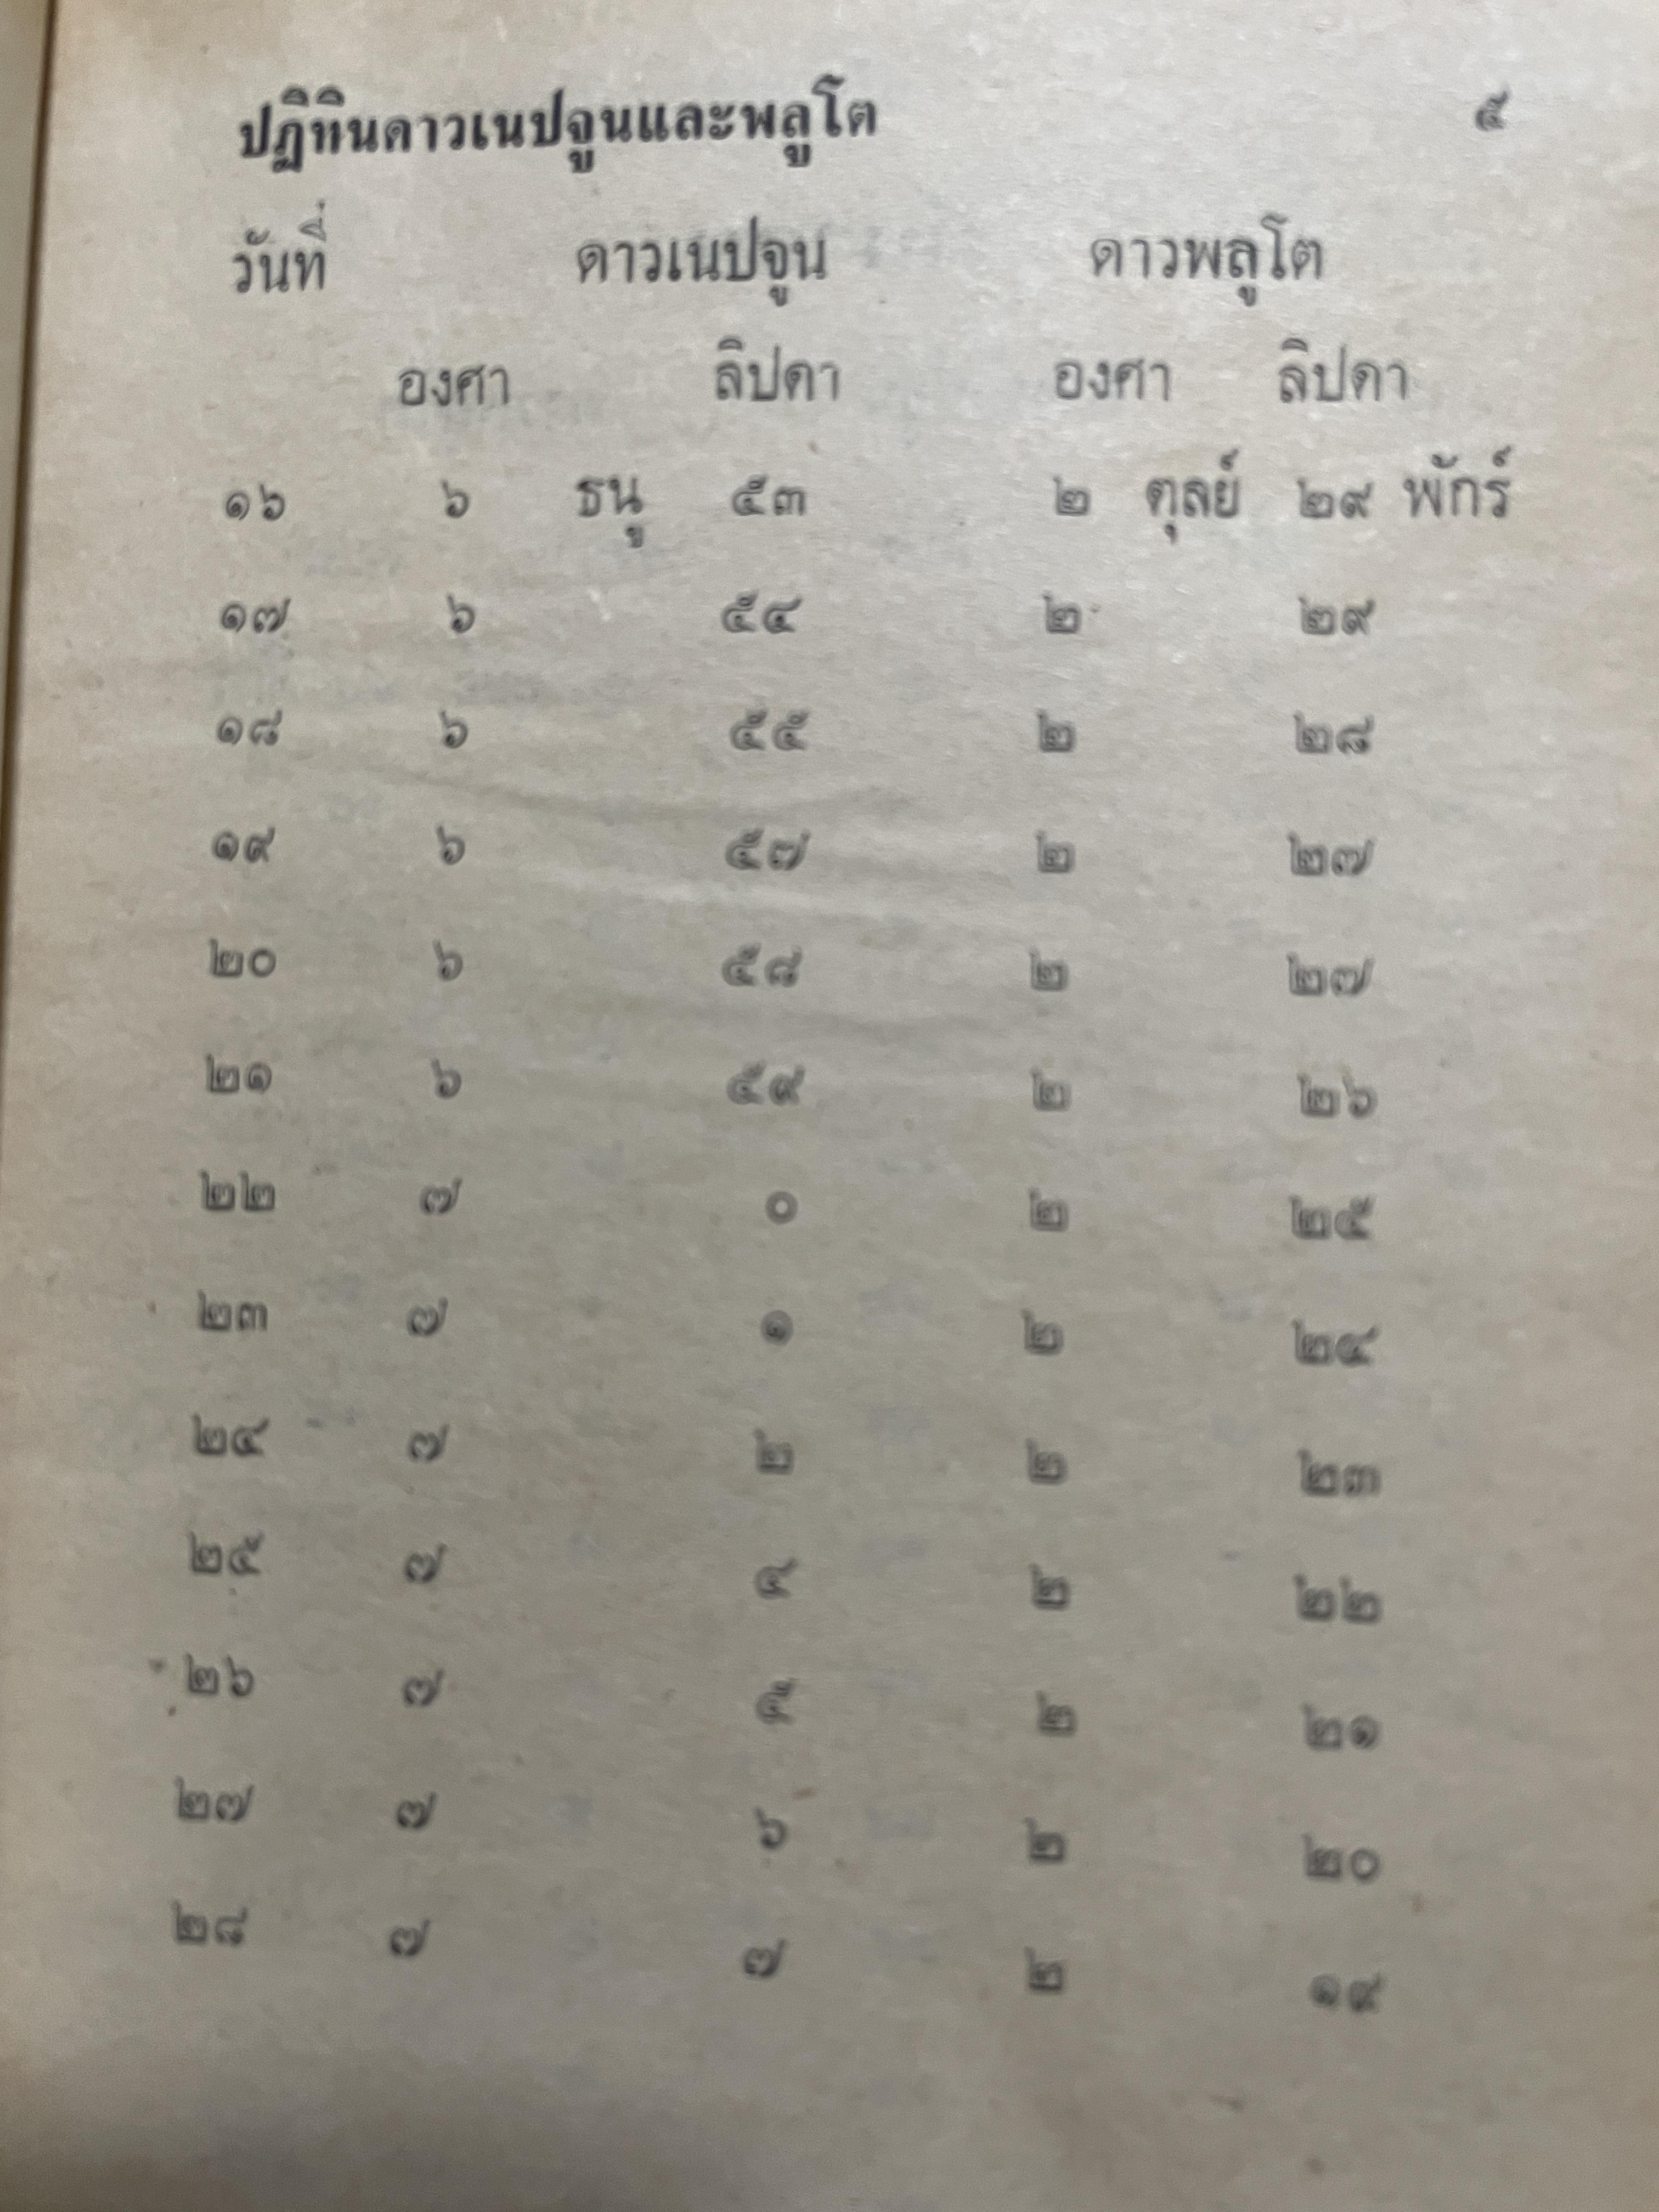 ปฏิทินดาวเนปจูนและพลูโต ๕
วันที่ ดาวเนปจูน ดาวพลูโต
องศา ลิปดา องศา ลิปดา
๑๖ ๖ ธนู ๕๓ ๒ ตุลย์ ๒๙ พักร์
๑๗ ๖ ๕๔ ๒ ๒๙
๑๘ ๖ ๕๕ ๒ ๒๘
๑๙ ๖ ๕๗ ๒ ๒๗
๒๐ ๖ ๕๘ ๒ ๒๗
๒๑ ๖ ๕๙ ๒ ๒๖
๒๒ ๗ ๐ ๒ ๒๕
๒๓ ๗ ๑ ๒ ๒๔
๒๔ ๗ ๒ ๒ ๒๓
๒๕ ๗ ๔ ๒ ๒๒
๒๖ ๗ ๕ ๒ ๒๑
๒๗ ๗ ๖ ๒ ๒๐
๒๘ ๗ ๗ ๒ ๑๙